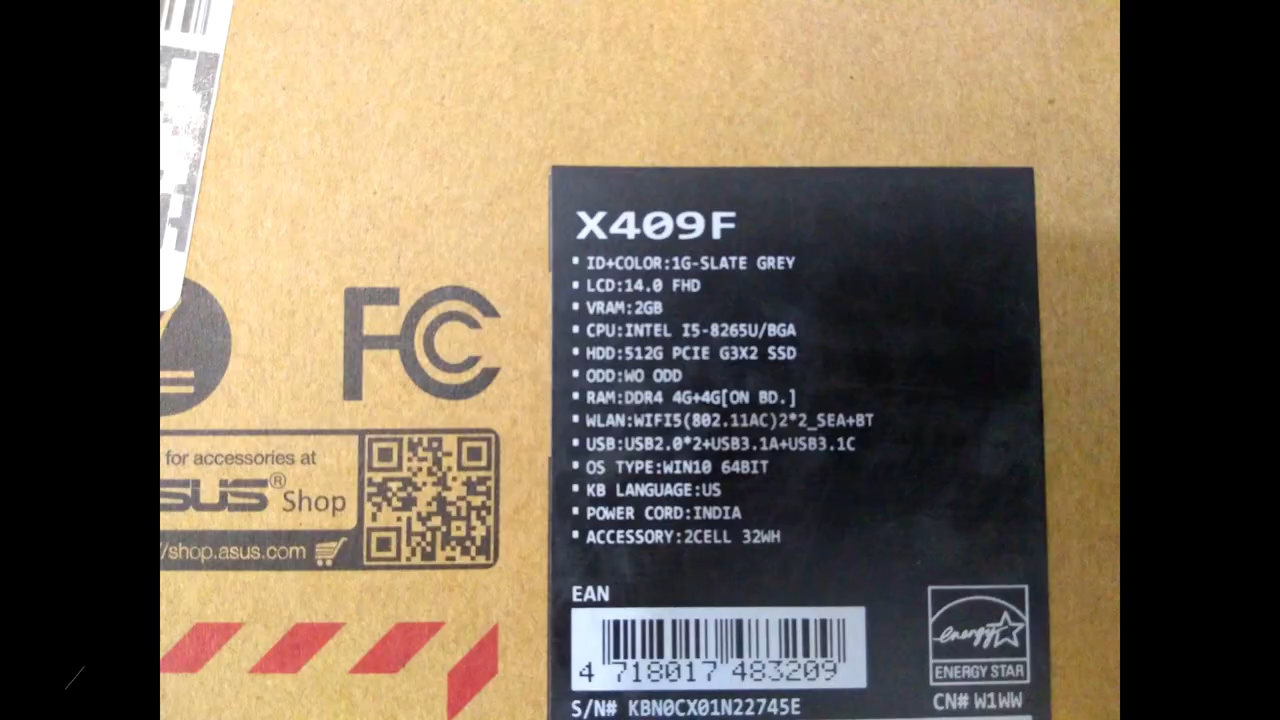 X409F
ID+COLOR:1G-SLATE GREY
LCD:14.0 FHD
VRAM:2GB
CPU:INTEL I5-8265U/BGA
HDD:512G PCIE G3X2 SSD
ODD:WO ODD
RAM:DDR4 4G+4G[ON BD.]
WLAN:WIFI5(802.11AC)2*2_SEA+BT
USB:USB2.0*2+USB3.1A+USB3.1C
OS TYPE:WIN10 64BIT
KB LANGUAGE:US
POWER CORD:INDIA
ACCESSORY:2CELL 32WH
EAN
4 718017 483209
S/N# KBN0CX01N22745E
energy
ENERGY STAR
CN# W1WW
FC
for accessories at
SUS® Shop
/shop.asus.com